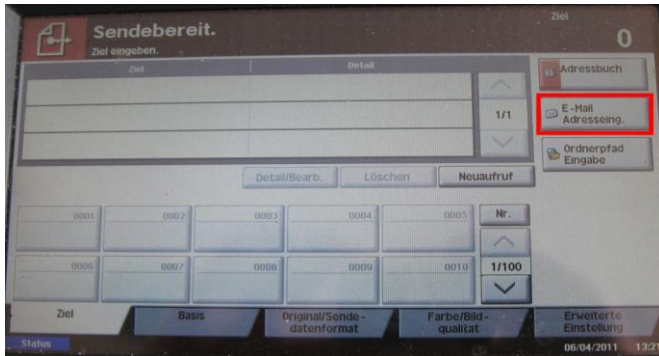 Sendebereit.
Ziel eingeben.
Ziel
0
Ziel Detail
1/1
Adressbuch
E-Mail
Adresseing.
Ordnerpfad
Eingabe
Detail/Bearb. Löschen Neuaufruf
0001 0002 0003 0004 0005 Nr.
0006 0007 0008 0009 0010 1/100
Ziel
Basis
Original/Sende-
datenformat
Farbe/Bild-
qualität
Erweiterte
Einstellung
Status
06/04/2011 13:21